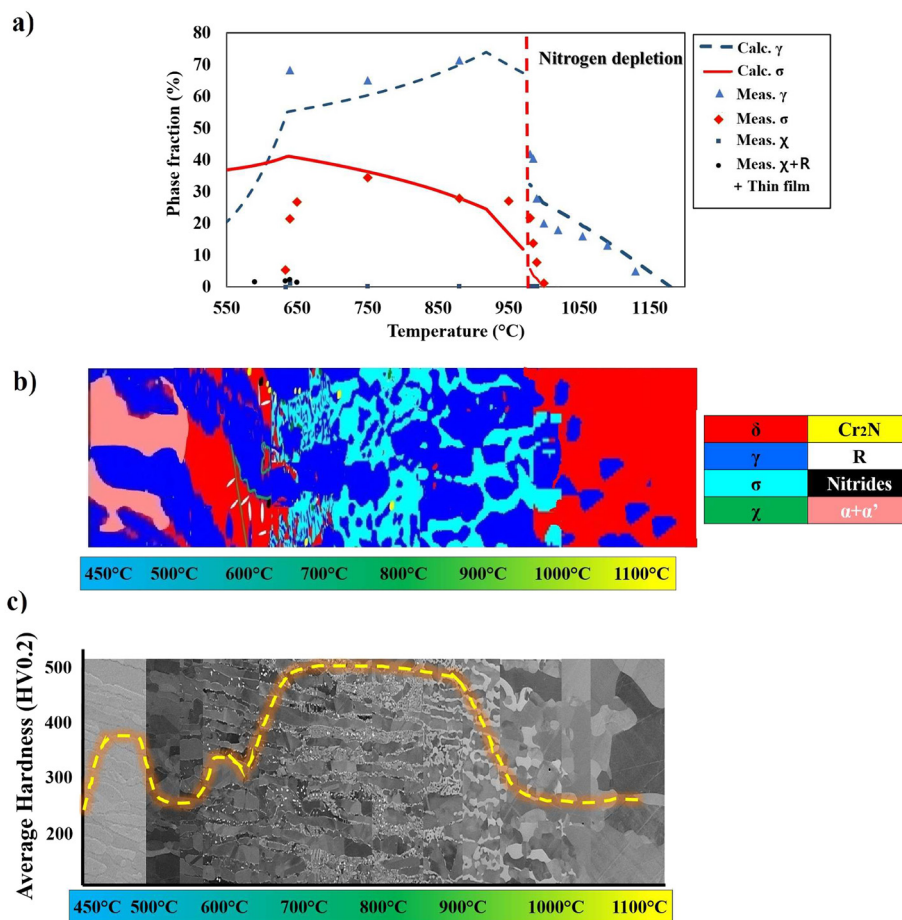 a)
Phase fraction (%)
80
70
60
50
40
30
20
10
0
550 650 750 850 950 1050 1150
Temperature (°C)
Nitrogen depletion
Calc. γ
Calc. σ
Meas. γ
Meas. σ
Meas. χ
Meas. χ+R
+ Thin film
b)
δ Cr₂N
γ R
σ Nitrides
χ α+α’
450°C 500°C 600°C 700°C 800°C 900°C 1000°C 1100°C
c)
Average Hardness (HV0.2)
500
400
300
200
450°C 500°C 600°C 700°C 800°C 900°C 1000°C 1100°C